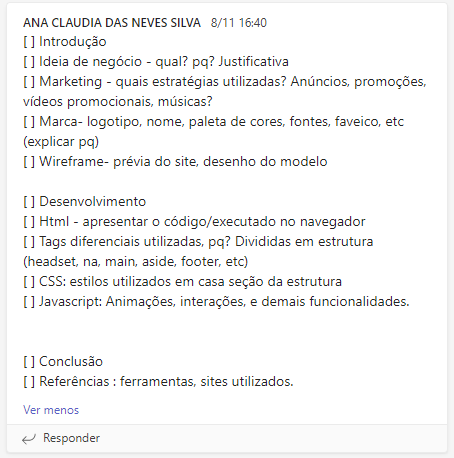 ANA CLAUDIA DAS NEVES SILVA 8/11 16:40
[ ] Introdução
[ ] Ideia de negócio - qual? pq? Justificativa
[ ] Marketing - quais estratégias utilizadas? Anúncios, promoções,
vídeos promocionais, músicas?
[ ] Marca- logotipo, nome, paleta de cores, fontes, faveico, etc
(explicar pq)
[ ] Wireframe- prévia do site, desenho do modelo
[ ] Desenvolvimento
[ ] Html - apresentar o código/executado no navegador
[ ] Tags diferenciais utilizadas, pq? Divididas em estrutura
(headset, na, main, aside, footer, etc)
[ ] CSS: estilos utilizados em casa seção da estrutura
[ ] Javascript: Animações, interações, e demais funcionalidades.
[ ] Conclusão
[ ] Referências : ferramentas, sites utilizados.
Ver menos
Responder